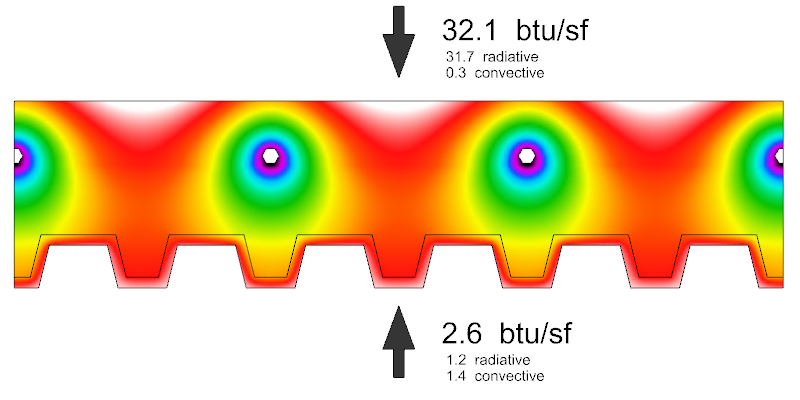 32.1 btu/sf
31.7 radiative
0.3 convective
2.6 btu/sf
1.2 radiative
1.4 convective